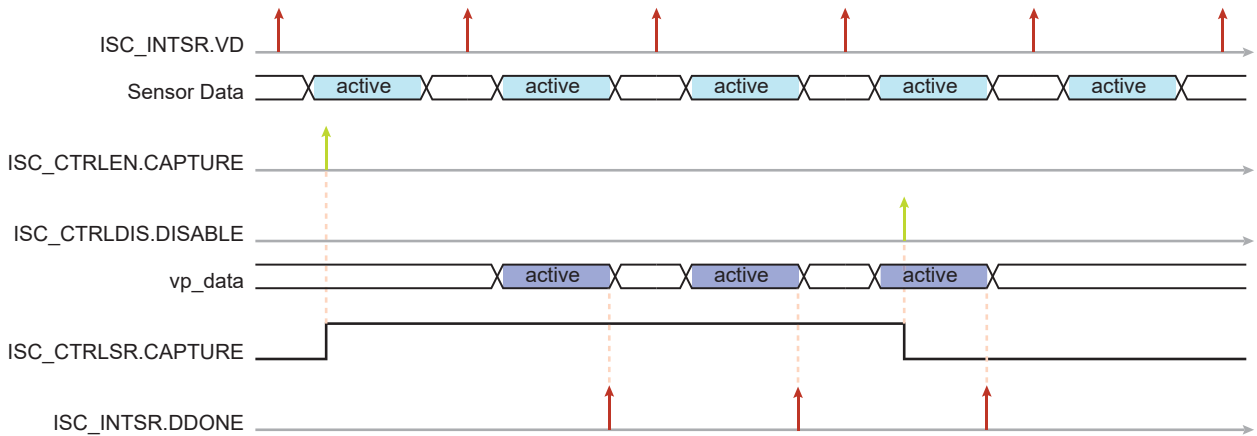 ISC_INTSR.VD
Sensor Data active active active active active
ISC_CTRLEN.CAPTURE
ISC_CTRLDIS.DISABLE
vp_data active active active
ISC_CTRLSR.CAPTURE
ISC_INTSR.DDONE